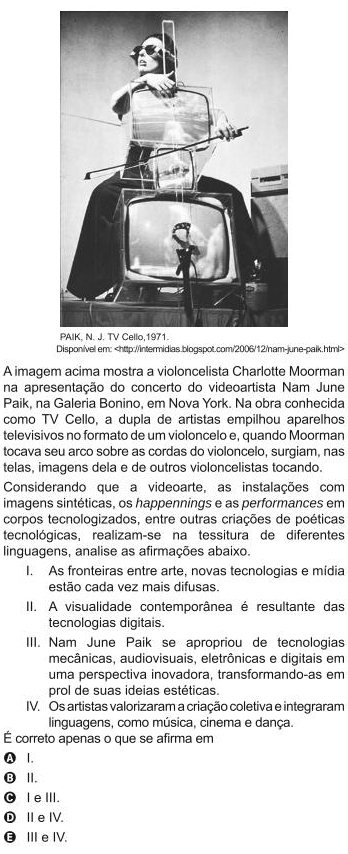 PAIK, N. J. TV Cello,1971.
Disponível em: <http://intermidias.blogspot.com/2006/12/nam-june-paik.html>
A imagem acima mostra a violoncelista Charlotte Moorman
na apresentação do concerto do videoartista Nam June
Paik, na Galeria Bonino, em Nova York. Na obra conhecida
como TV Cello, a dupla de artistas empilhou aparelhos
televisivos no formato de um violoncelo e, quando Moorman
tocava seu arco sobre as cordas do violoncelo, surgiam, nas
telas, imagens dela e de outros violoncelistas tocando.
Considerando que a videoarte, as instalações com
imagens sintéticas, os happennings e as performances em
corpos tecnologizados, entre outras criações de poéticas
tecnológicas, realizam-se na tessitura de diferentes
linguagens, analise as afirmações abaixo.
I. As fronteiras entre arte, novas tecnologias e mídia
estão cada vez mais difusas.
II. A visualidade contemporânea é resultante das
tecnologias digitais.
III. Nam June Paik se apropriou de tecnologias
mecânicas, audiovisuais, eletrônicas e digitais em
uma perspectiva inovadora, transformando-as em
prol de suas ideias estéticas.
IV. Os artistas valorizaram a criação coletiva e integraram
linguagens, como música, cinema e dança.
É correto apenas o que se afirma em
A I.
B II.
C I e III.
D II e IV.
E III e IV.